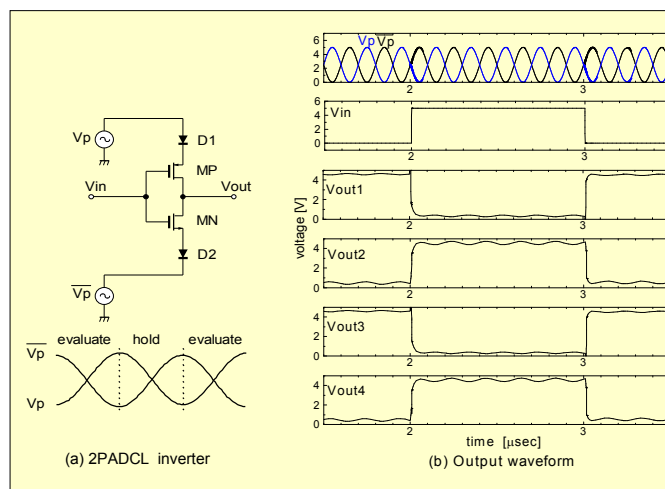 Vp
D1
MP
Vin
Vout
MN
D2
Vp
evaluate hold evaluate
Vp
Vp
(a) 2PADCL inverter
Vp Vp
6
4
2
0
2 3
6
4
2
0
Vin
2 3
4
2
0
Vout1
2 3
voltage [V]
4
2
0
Vout2
2 3
4
2
0
Vout3
2 3
4
2
0
Vout4
2 3
time [μsec]
(b) Output waveform